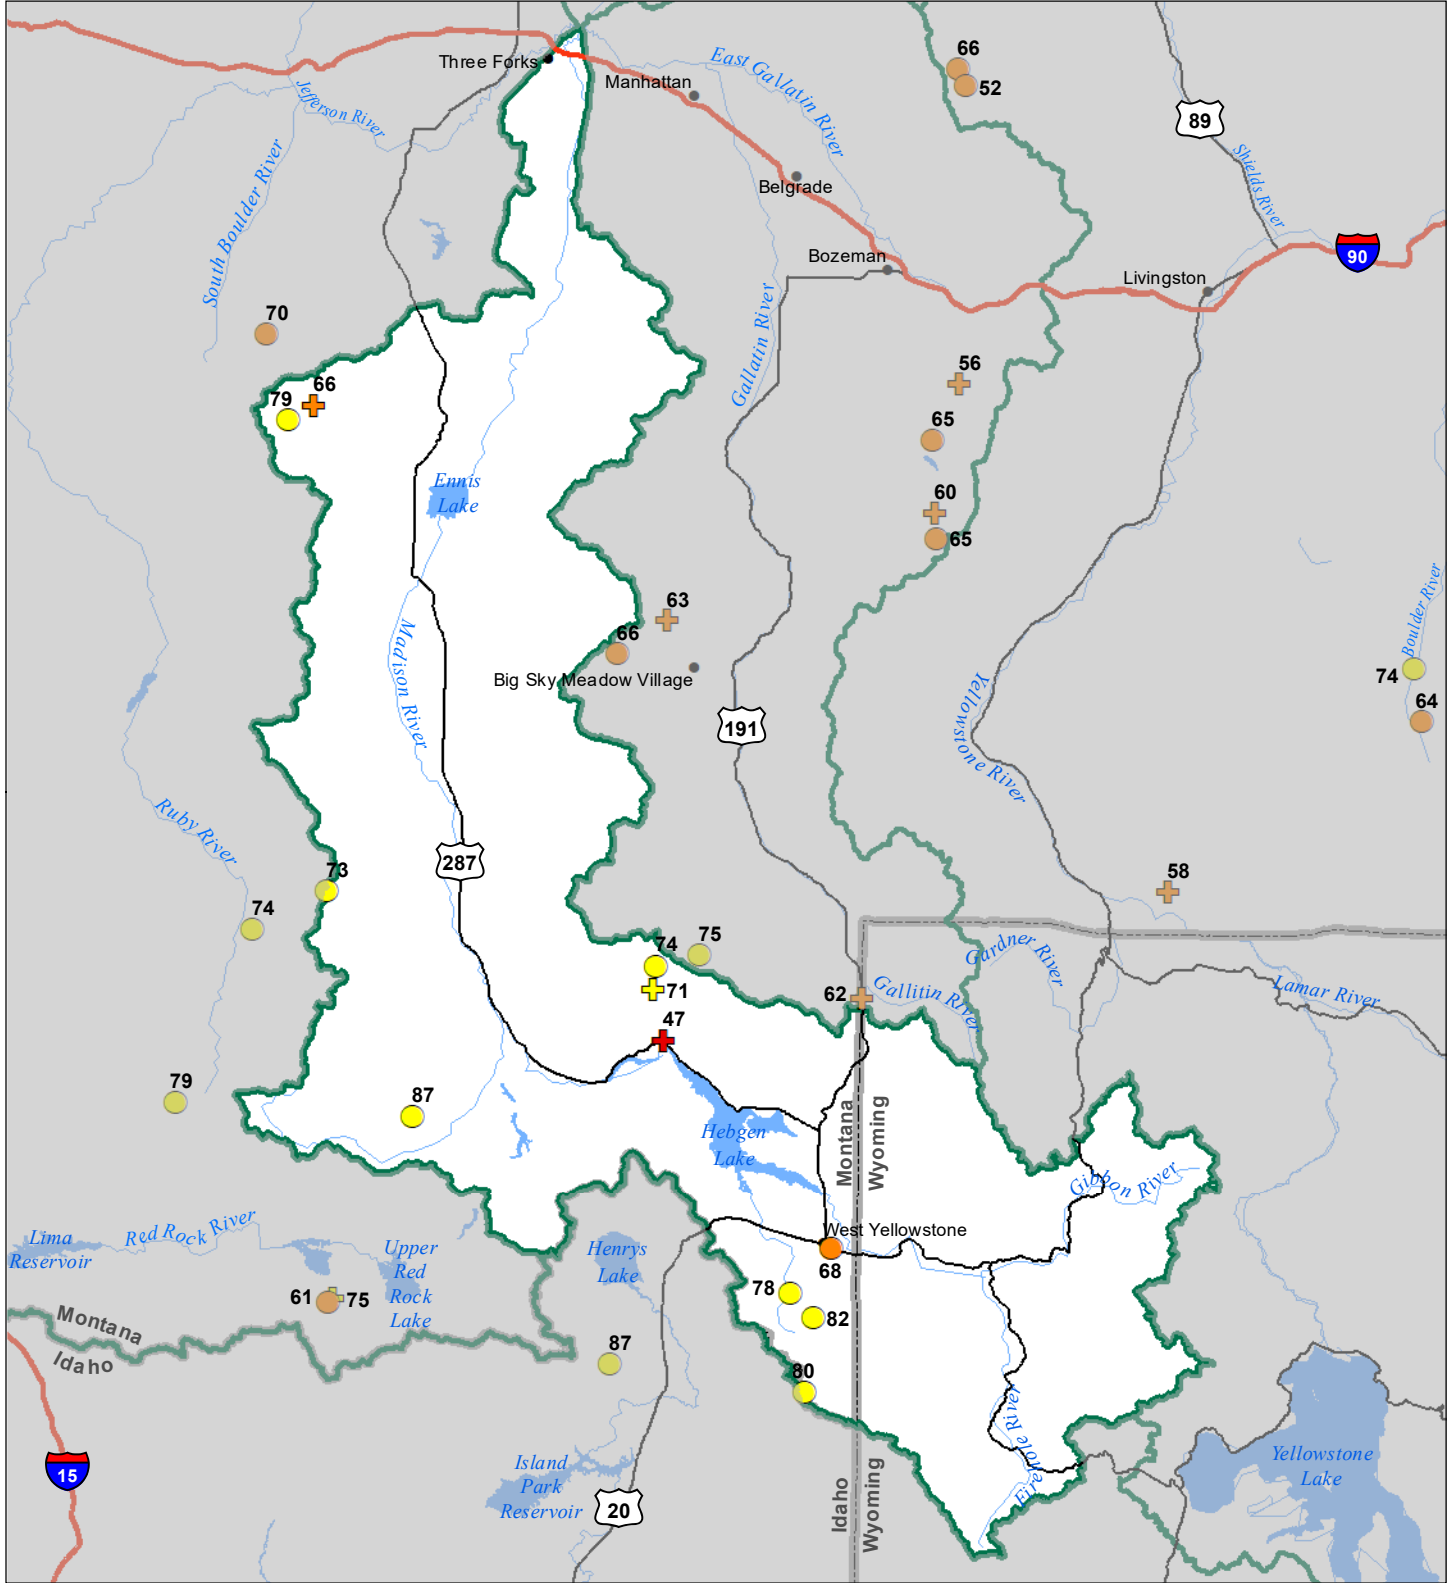 Three Forks
Manhattan
East Gallatin River
66
52
89
Jefferson River
Shields River
South Boulder River
Belgrade
Bozeman
Livingston
90
Gallatin River
70
66
79
56
65
Ennis
Lake
60
65
Boulder River
63
66
Big Sky Meadow Village
74
64
Madison River
191
Yellowstone River
Ruby River
287
73
74
58
74
75
71
62
Gardner River
Gallitin River
Lamar River
47
79
87
Hebgen
Lake
Montana
Wyoming
Gibbon River
Lima
Reservoir
Red Rock River
Upper
Red
Rock
Lake
Henrys
Lake
West Yellowstone
68
61
75
78
82
Montana
Idaho
87
80
Firehole River
15
Island
Park
Reservoir
20
Idaho
Wyoming
Yellowstone
Lake